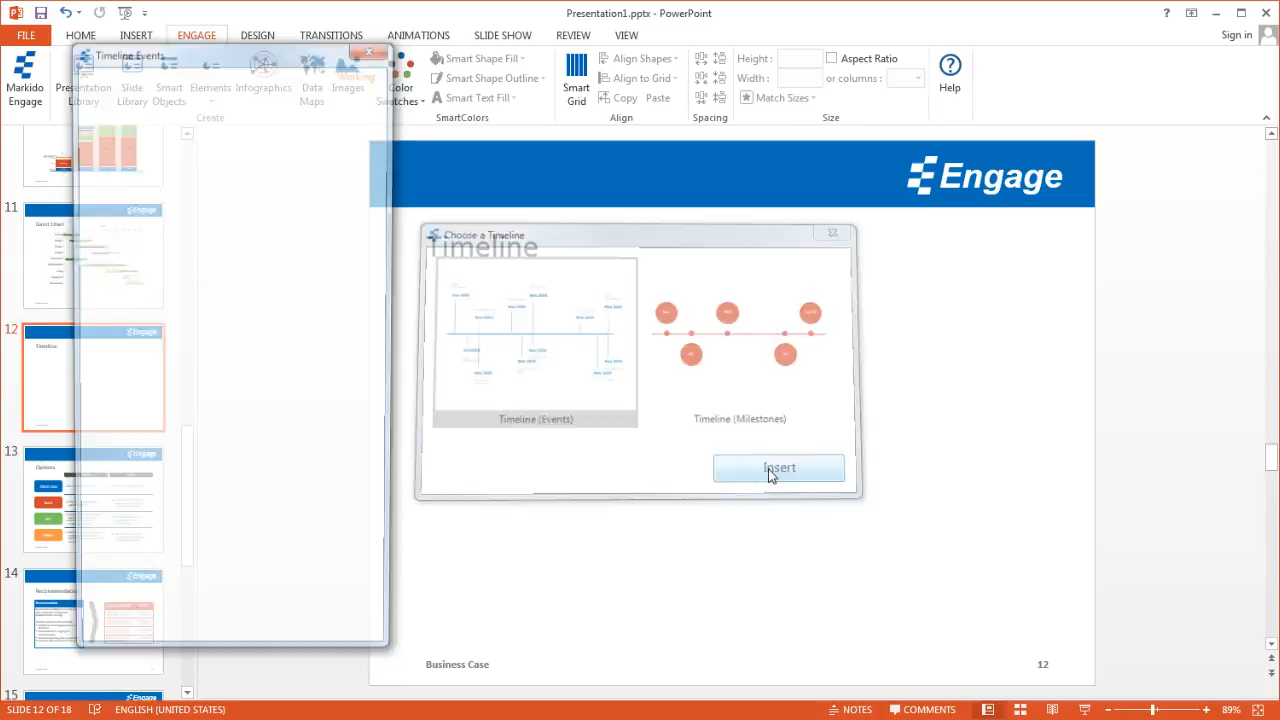 Presentation1.pptx - PowerPoint
FILE HOME INSERT ENGAGE DESIGN TRANSITIONS ANIMATIONS SLIDE SHOW REVIEW VIEW Sign in
Timeline Events
Working
Markido Engage
Presentation Library
Slide Library
Smart Objects
Elements
Infographics
Data Maps
Images
Create
Color Swatches
Smart Shape Fill
Smart Shape Outline
Smart Text Fill
SmartColors
Smart Grid
Align Shapes
Align to Grid
Copy Paste
Align
Spacing
Height:
Aspect Ratio
Width:
or columns:
Match Sizes
Size
Help
11
Gantt Chart
Engage
12
Timeline
Engage
13
Options
Engage
14
Recommendation
Engage
15
Engage
Timeline
Choose a Timeline
Timeline (Events)
Timeline (Milestones)
Insert
Business Case
12
SLIDE 12 OF 18 ENGLISH (UNITED STATES) NOTES COMMENTS 89%